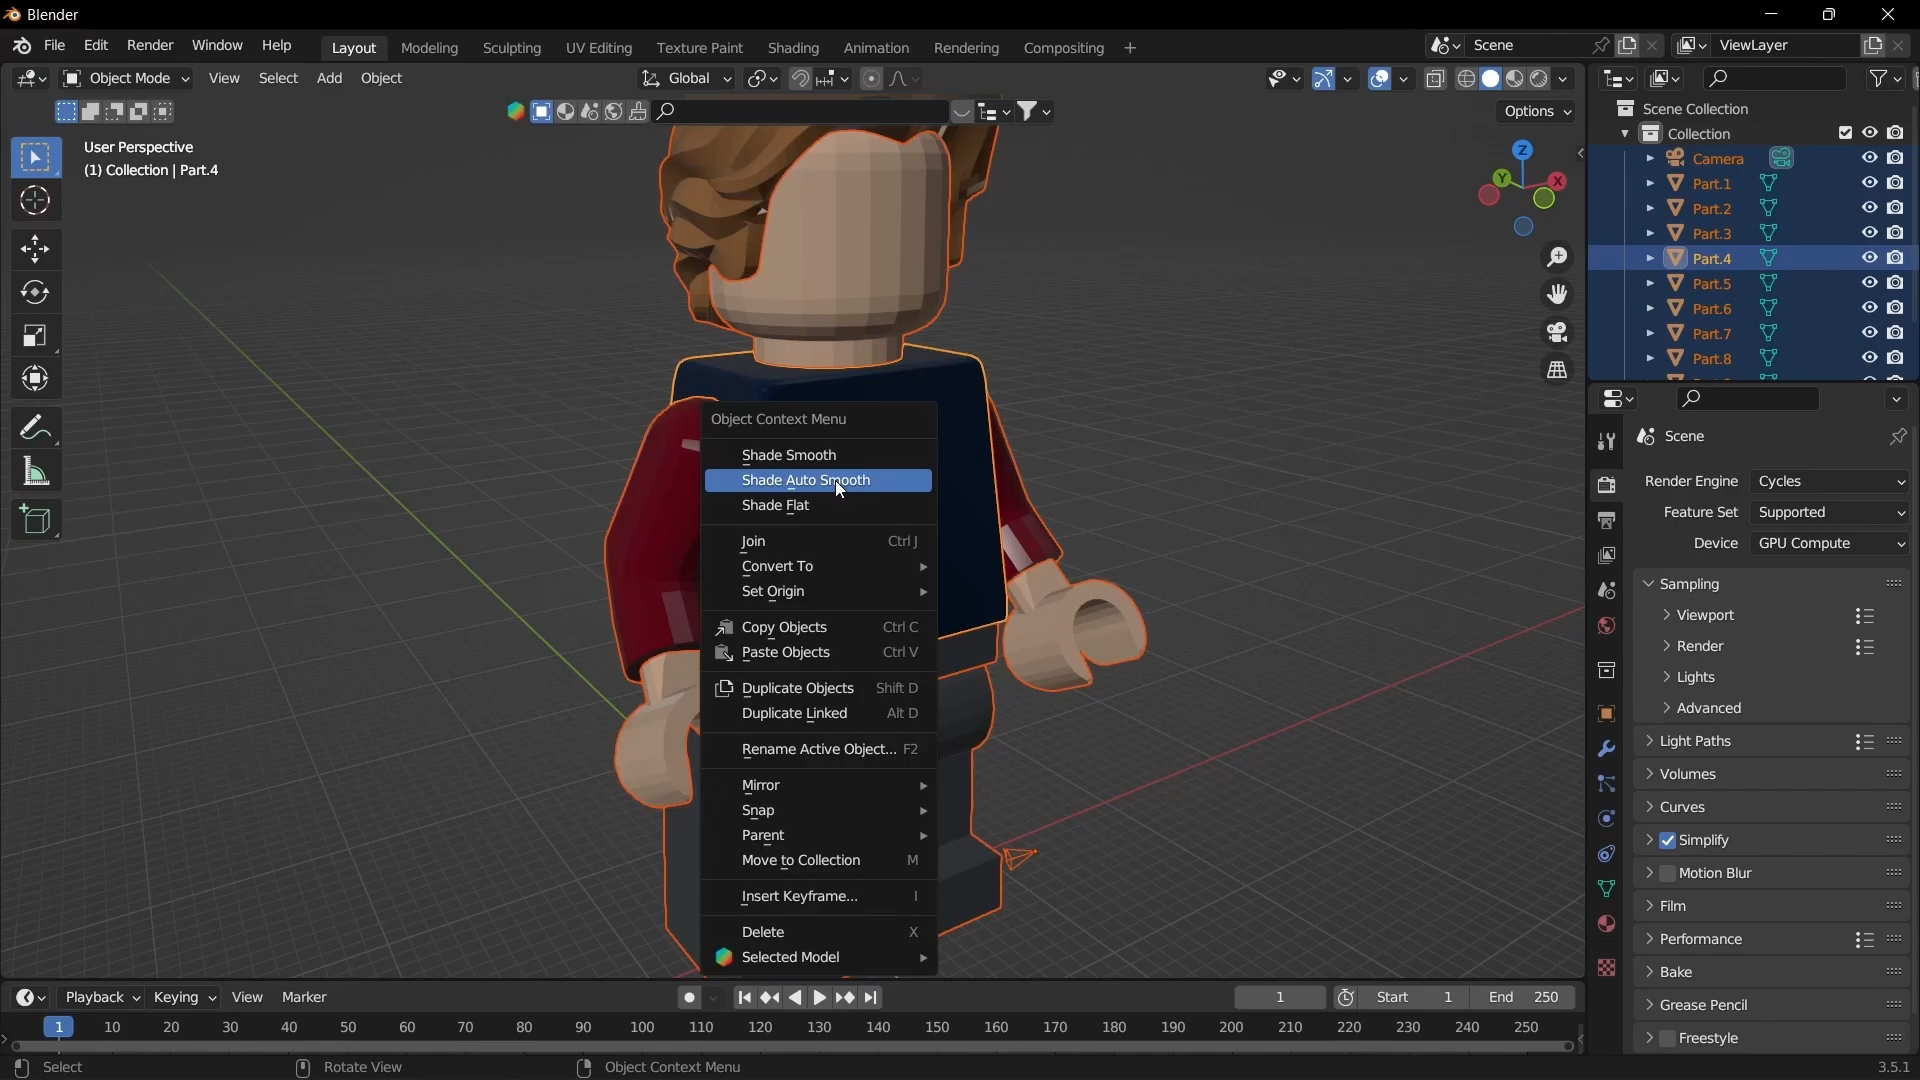 Blender
File Edit Render Window Help Layout Modeling Sculpting UV Editing Texture Paint Shading Animation Rendering Compositing + Scene ViewLayer
Object Mode View Select Add Object Global
Options
User Perspective
(1) Collection | Part.4
Z
Y
X
Scene Collection
Collection
Camera
Part.1
Part.2
Part.3
Part.4
Part.5
Part.6
Part.7
Part.8
Object Context Menu
Shade Smooth
Shade Auto Smooth
Shade Flat
Join Ctrl J
Convert To
Set Origin
Copy Objects Ctrl C
Paste Objects Ctrl V
Duplicate Objects Shift D
Duplicate Linked Alt D
Rename Active Object... F2
Mirror
Snap
Parent
Move to Collection M
Insert Keyframe... I
Delete X
Selected Model
Scene
Render Engine Cycles
Feature Set Supported
Device GPU Compute
Sampling
Viewport
Render
Lights
Advanced
Light Paths
Volumes
Curves
Simplify
Motion Blur
Film
Performance
Bake
Grease Pencil
Freestyle
Playback Keying View Marker 1 Start 1 End 250
1 10 20 30 40 50 60 70 80 90 100 110 120 130 140 150 160 170 180 190 200 210 220 230 240 250
Select Rotate View Object Context Menu 3.5.1